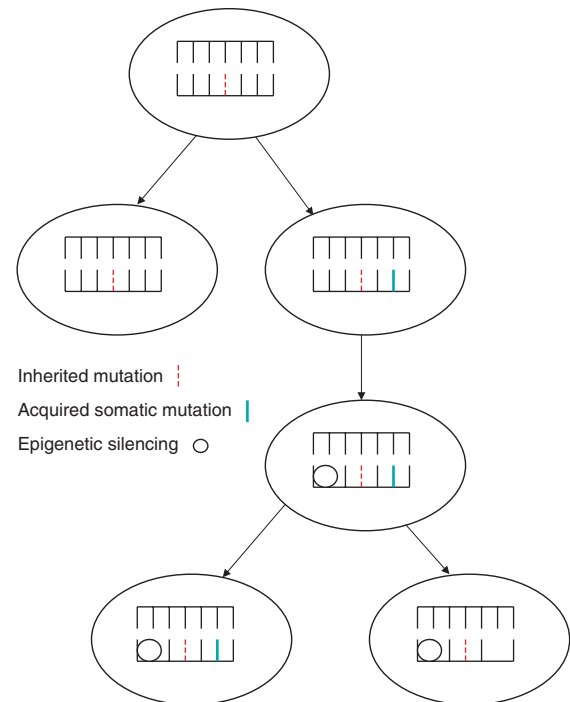 Inherited mutation
Acquired somatic mutation
Epigenetic silencing